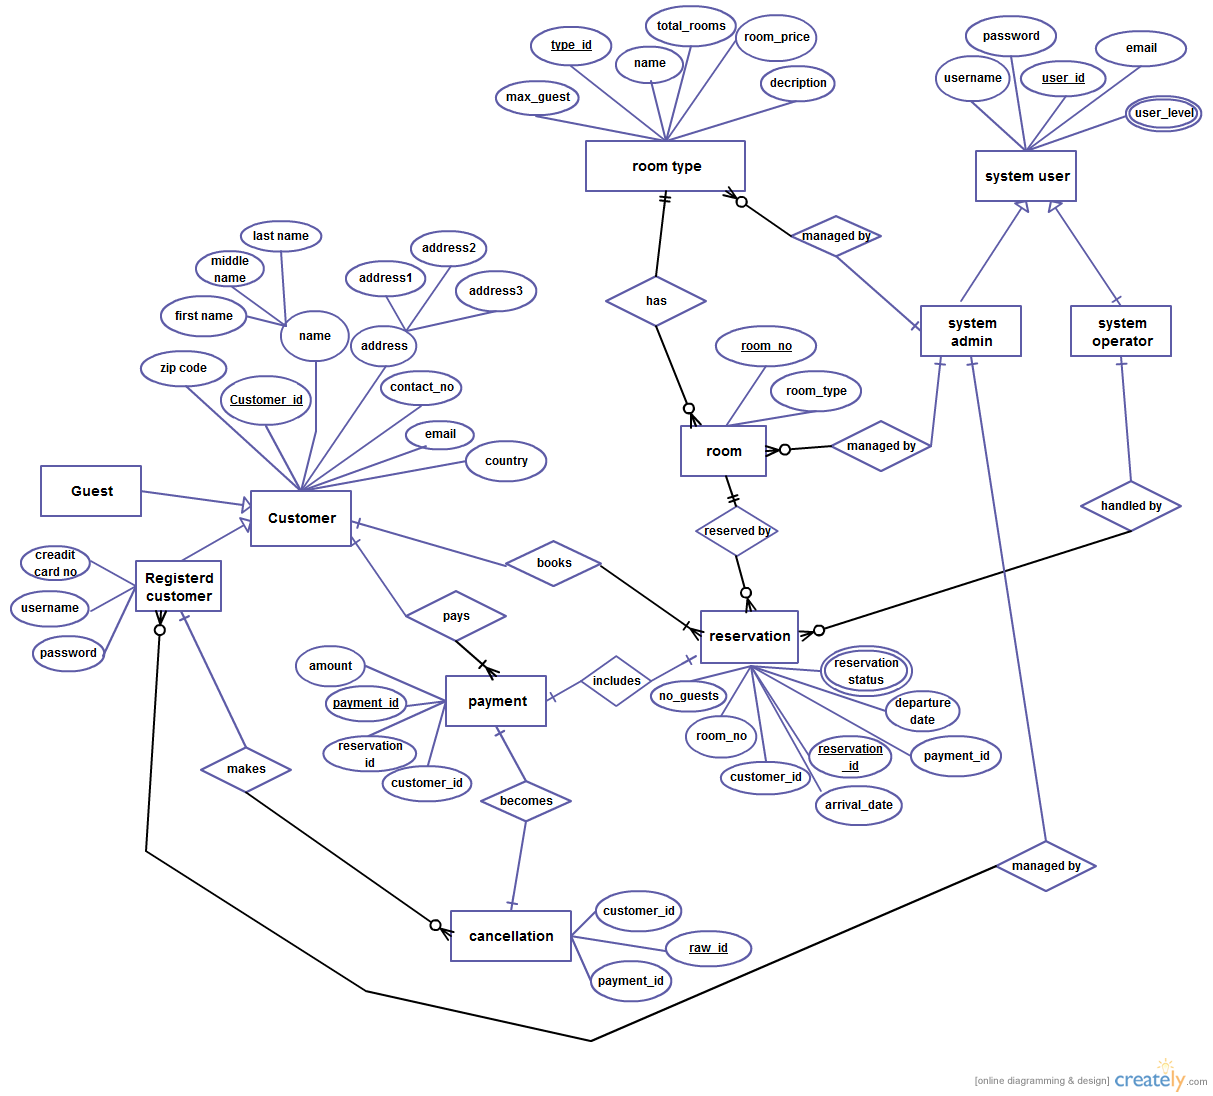 total_rooms
type_id
room_price
name
max_guest
decription
room type
password
email
username
user_id
user_level
system user
managed by
last name
middle
name
first name
name
address2
address1
address3
address
zip code
Customer_id
contact_no
email
country
has
system
admin
system
operator
room_no
room_type
room
managed by
Guest
Customer
handled by
reserved by
books
creadit
card no
username
password
Registerd
customer
pays
reservation
amount
payment_id
reservation
id
customer_id
payment
includes
no_guests
room_no
customer_id
reservation
_id
arrival_date
reservation
status
departure
date
payment_id
makes
becomes
managed by
cancellation
customer_id
raw_id
payment_id
[online diagramming & design] creately.com